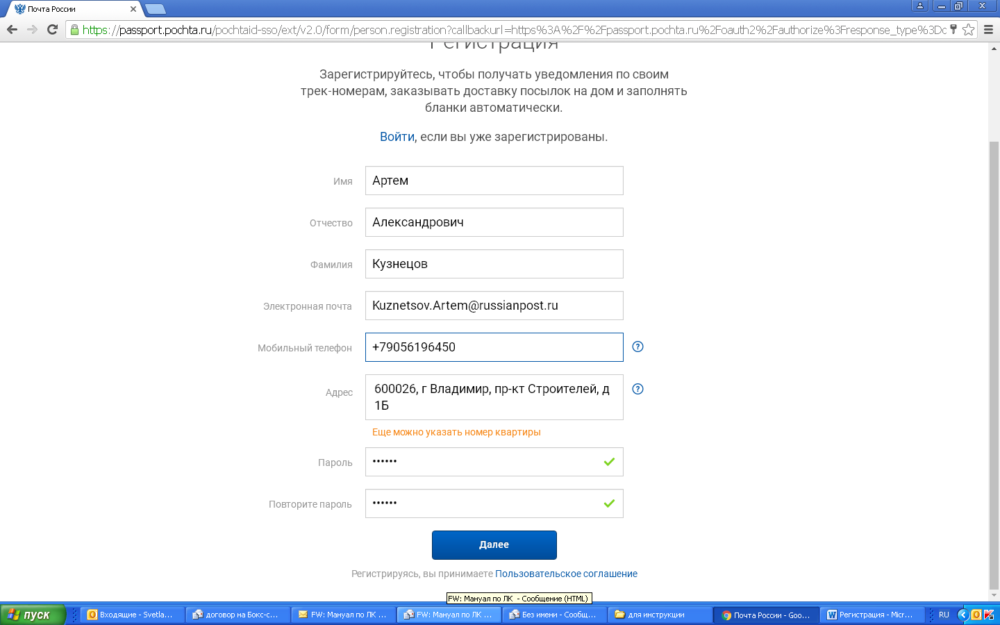 Почта России
https://passport.pochta.ru/pochtaid-sso/ext/v2.0/form/person.registration?callbackurl=https%3A%2F%2Fpassport.pochta.ru%2Foauth2%2Fauthorize%3Fresponse_type%3Dc
Регистрация
Зарегистрируйтесь, чтобы получать уведомления по своим
трек-номерам, заказывать доставку посылок на дом и заполнять
бланки автоматически.
Войти, если вы уже зарегистрированы.
Имя
Артем
Отчество
Александрович
Фамилия
Кузнецов
Электронная почта
Kuznetsov.Artem@russianpost.ru
Мобильный телефон
+79056196450
?
Адрес
600026, г Владимир, пр-кт Строителей, д
1Б
?
Еще можно указать номер квартиры
Пароль
••••••
Повторите пароль
••••••
Далее
Регистрируясь, вы принимаете Пользовательское соглашение
FW: Мануал по ЛК - Сообщение (HTML)
пуск
Входящие - Svetla...
договор на Бокс-с...
FW: Мануал по ЛК ...
FW: Мануал по ЛК ...
Без имени - Сообщ...
для инструкции
Почта России - Goo...
Регистрация - Micr...
RU